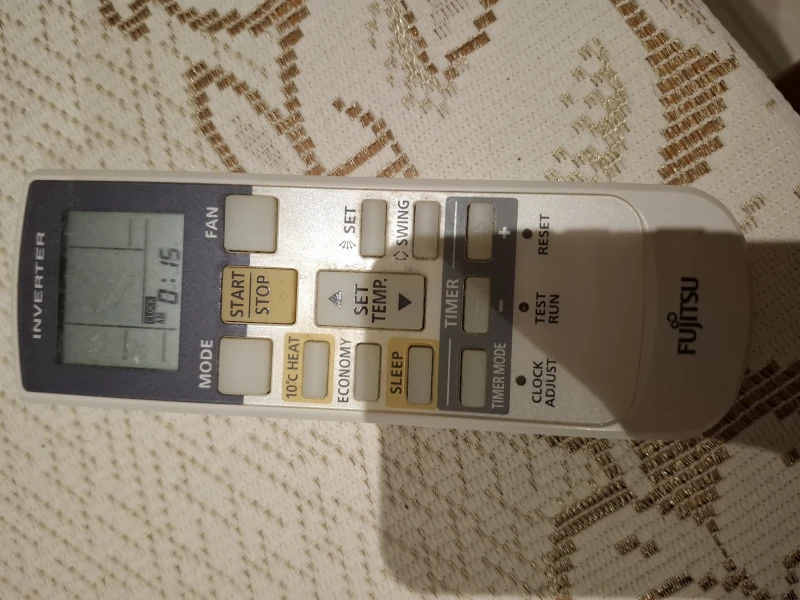 INVERTER
CLOCK
AM 0:15
MODE
START
STOP
FAN
10°C HEAT
ECONOMY
SET
TEMP.
SET
SWING
SLEEP
TIMER MODE
TIMER
- +
CLOCK
ADJUST
TEST
RUN
RESET
FUJITSU